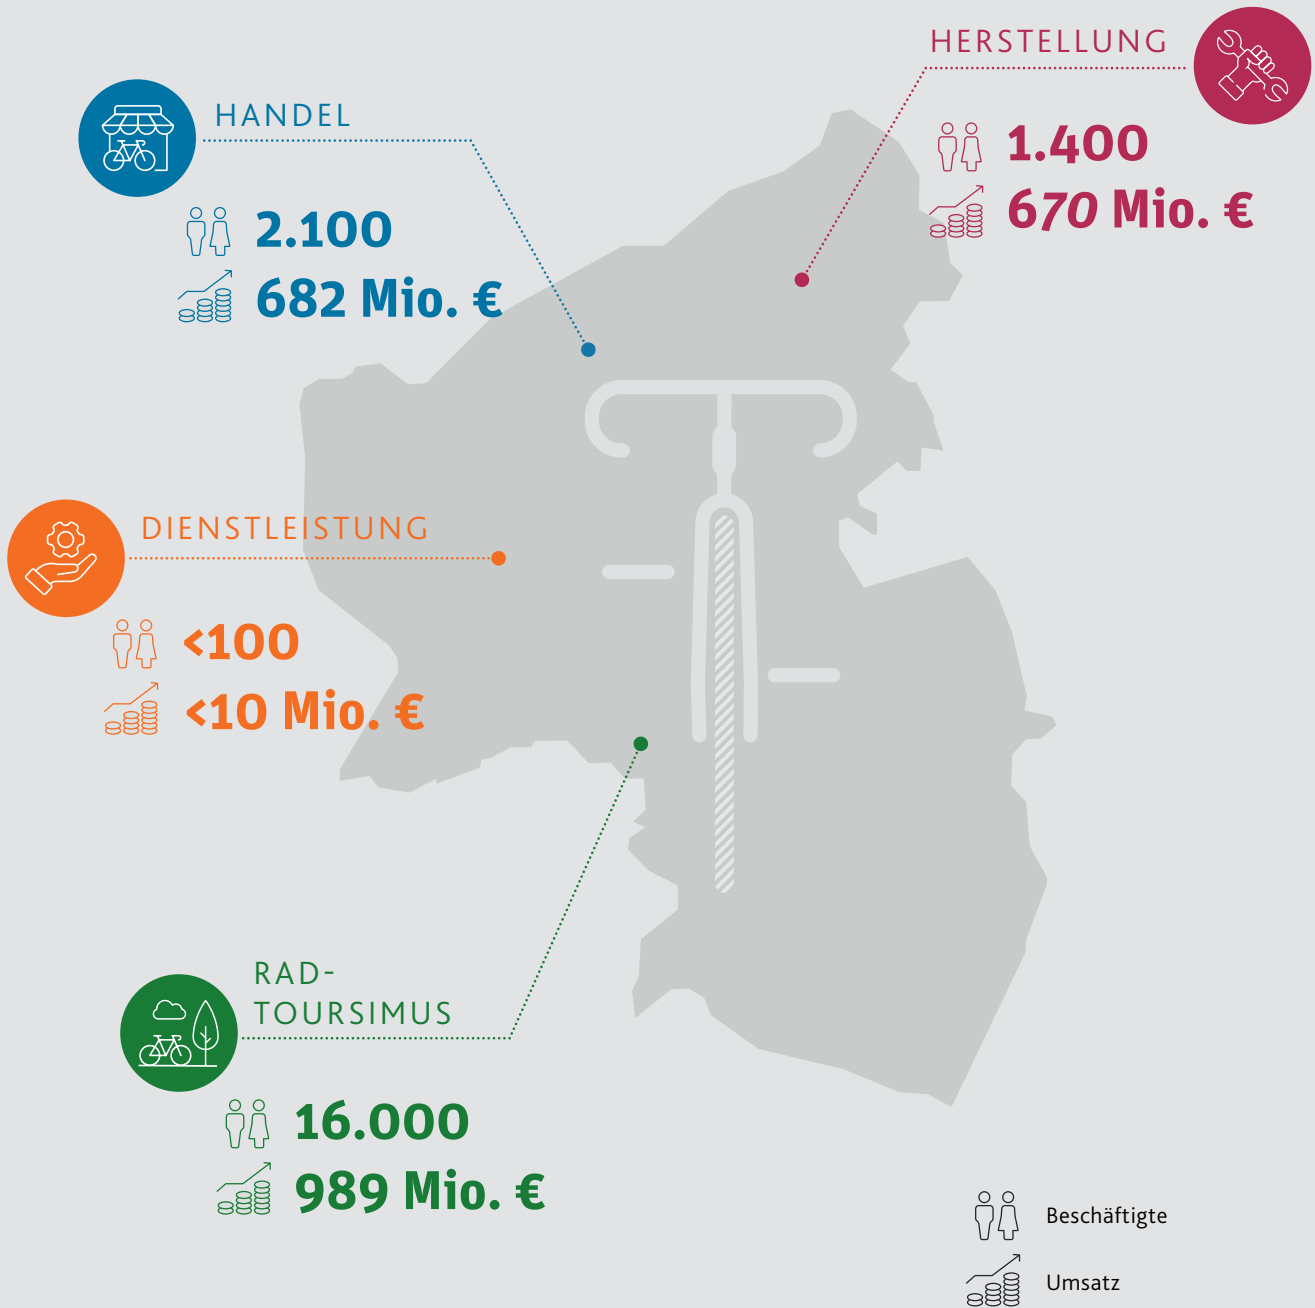 HERSTELLUNG
1.400
670 Mio. €
HANDEL
2.100
682 Mio. €
DIENSTLEISTUNG
<100
<10 Mio. €
RAD-
TOURSIMUS
16.000
989 Mio. €
Beschäftigte
Umsatz